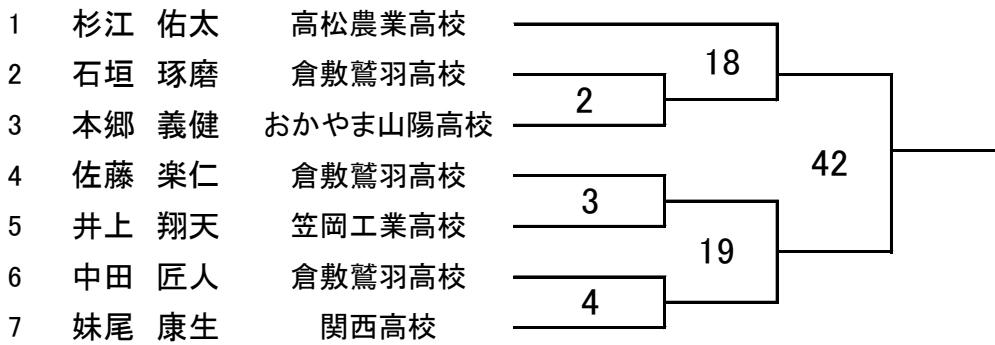 1 杉江 佑太 高松農業高校
18
2 石垣 琢磨 倉敷鷲羽高校
2
3 本郷 義健 おかやま山陽高校
42
4 佐藤 楽仁 倉敷鷲羽高校
3
5 井上 翔天 笠岡工業高校
19
6 中田 匠人 倉敷鷲羽高校
4
7 妹尾 康生 関西高校